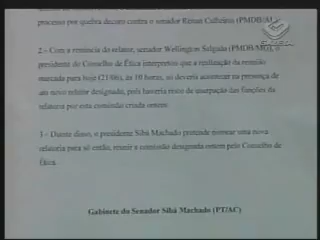 processo por quebra decoro contra o senador Renan Calheiros (PMDB/AL).
2 – Com a renúncia do relator, senador Wellington Salgado (PMDB/MG), o
presidente do Conselho de Ética interpretou que a realização da reunião
marcada para hoje (21/06), às 10 horas, só deveria acontecer na presença de
um novo relator designado, pois haveria risco de usurpação das funções da
relatoria por esta comissão criada ontem.
3 – Diante disso, o presidente Sibá Machado pretende nomear uma nova
relatoria para só então, reunir a comissão designada ontem pelo Conselho de
Ética.
Gabinete do Senador Sibá Machado (PT/AC)